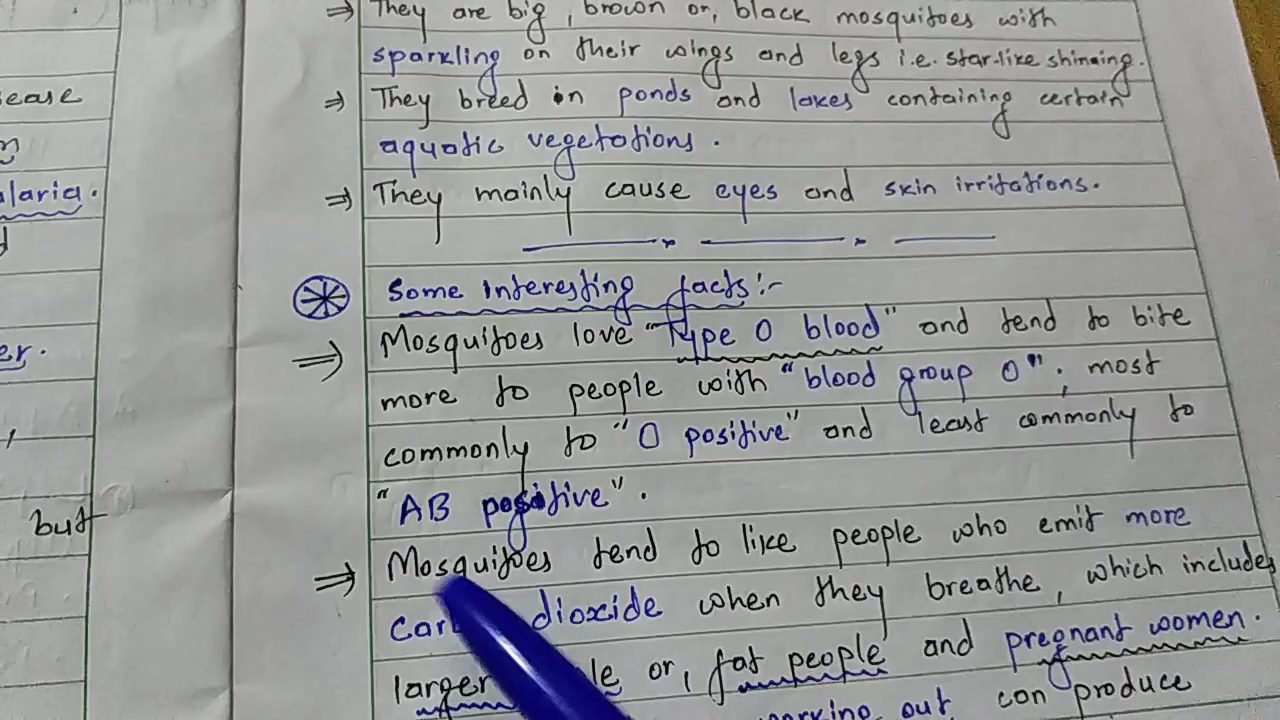 ease
laria.
er.
but
⇒ They are big, brown or, black mosquitoes with
sparkling on their wings and legs i.e. star-like shinning.
⇒ They breed in ponds and lakes containing certain
aquatic vegetations.
⇒ They mainly cause eyes and skin irritations.
Some interesting facts:-
⇒ Mosquitoes love "Type O blood" and tend to bite
more to people with "blood group O"; most
commonly to "O positive" and least commonly to
"AB positive".
⇒ Mosquitoes tend to like people who emit more
dioxide when they breathe, which includes
larger or, fat people and pregnant women.
working out can produce